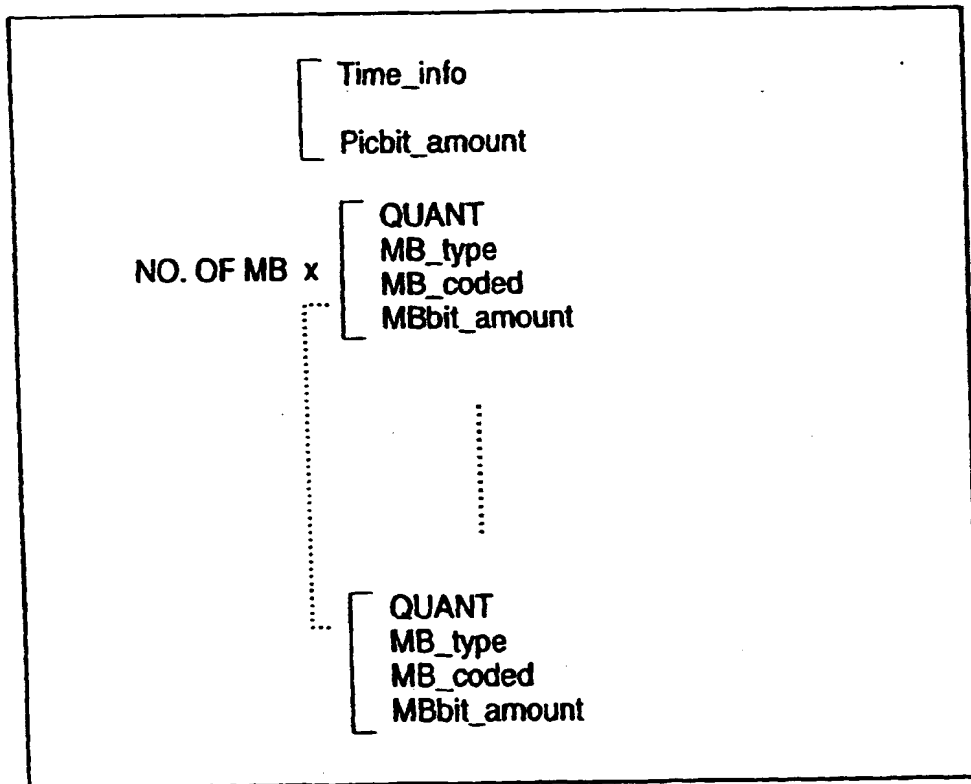 Time_info
Picbit_amount
QUANT
MB_type
NO. OF MB x
MB_coded
MBbit_amount
QUANT
MB_type
MB_coded
MBbit_amount